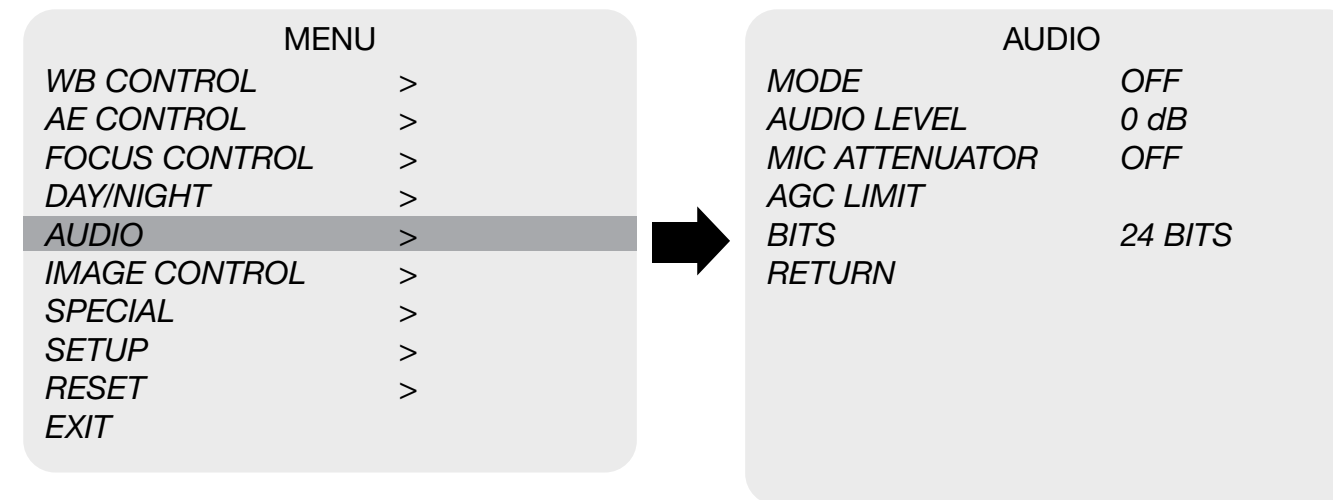 MENU
WB CONTROL >
AE CONTROL >
FOCUS CONTROL >
DAY/NIGHT >
AUDIO >
IMAGE CONTROL >
SPECIAL >
SETUP >
RESET >
EXIT
AUDIO
MODE OFF
AUDIO LEVEL 0 dB
MIC ATTENUATOR OFF
AGC LIMIT
BITS 24 BITS
RETURN